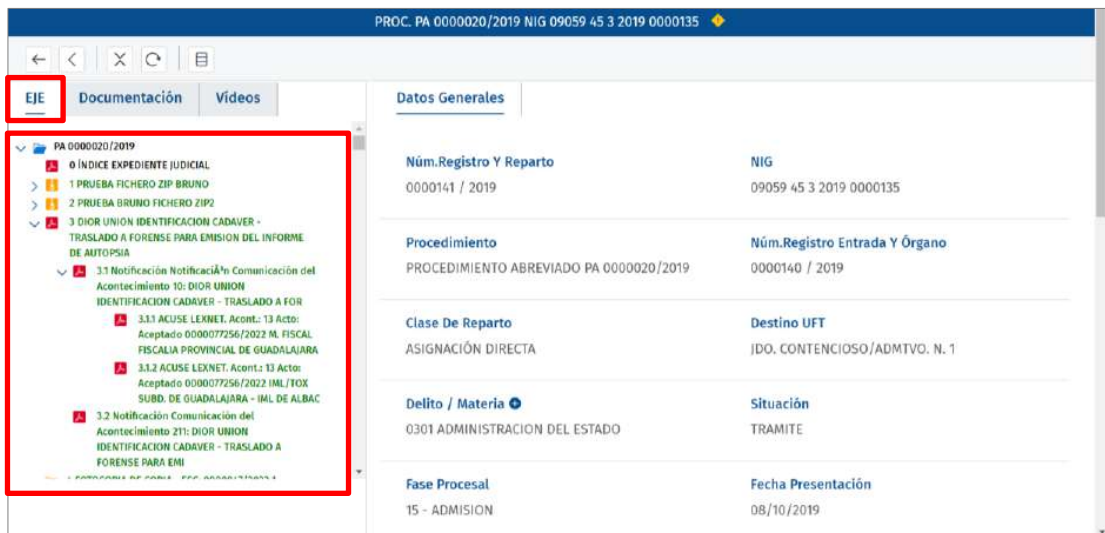 PROC. PA 0000020/2019 NIG 09059 45 3 2019 0000135
EJE
Documentación
Vídeos
PA 0000020/2019
0 ÍNDICE EXPEDIENTE JUDICIAL
1 PRUEBA FICHERO ZIP BRUNO
2 PRUEBA BRUNO FICHERO ZIP2
3 DIOR UNION IDENTIFICACION CADAVER -
TRASLADO A FORENSE PARA EMISION DEL INFORME
DE AUTOPSIA
3.1 Notificación NotificaciÃ³n Comunicación del
Acontecimiento 10: DIOR UNION
IDENTIFICACION CADAVER - TRASLADO A FOR
3.1.1 ACUSE LEXNET. Acont.: 13 Acto:
Aceptado 0000077256/2022 M. FISCAL
FISCALIA PROVINCIAL DE GUADALAJARA
3.1.2 ACUSE LEXNET. Acont.: 13 Acto:
Aceptado 0000077256/2022 IML/TOX
SUBD. DE GUADALAJARA - IML DE ALBAC
3.2 Notificación Comunicación del
Acontecimiento 211: DIOR UNION
IDENTIFICACION CADAVER - TRASLADO A
FORENSE PARA EMI
Datos Generales
Núm.Registro Y Reparto
0000141 / 2019
NIG
09059 45 3 2019 0000135
Procedimiento
PROCEDIMIENTO ABREVIADO PA 0000020/2019
Núm.Registro Entrada Y Órgano
0000140 / 2019
Clase De Reparto
ASIGNACIÓN DIRECTA
Destino UFT
JDO. CONTENCIOSO/ADMTVO. N. 1
Delito / Materia
0301 ADMINISTRACION DEL ESTADO
Situación
TRAMITE
Fase Procesal
15 - ADMISION
Fecha Presentación
08/10/2019